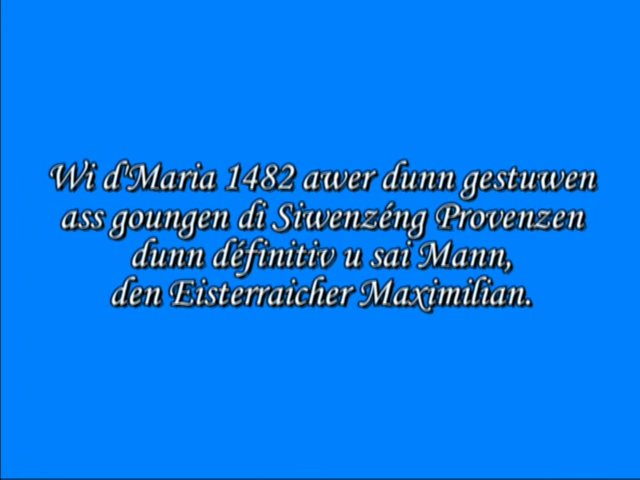 Wi d'Maria 1482 awer dunn gestuwen
ass goungen di Siwenzéng Provenzen
dunn définitiv u sai Mann,
den Eisterraicher Maximilian.